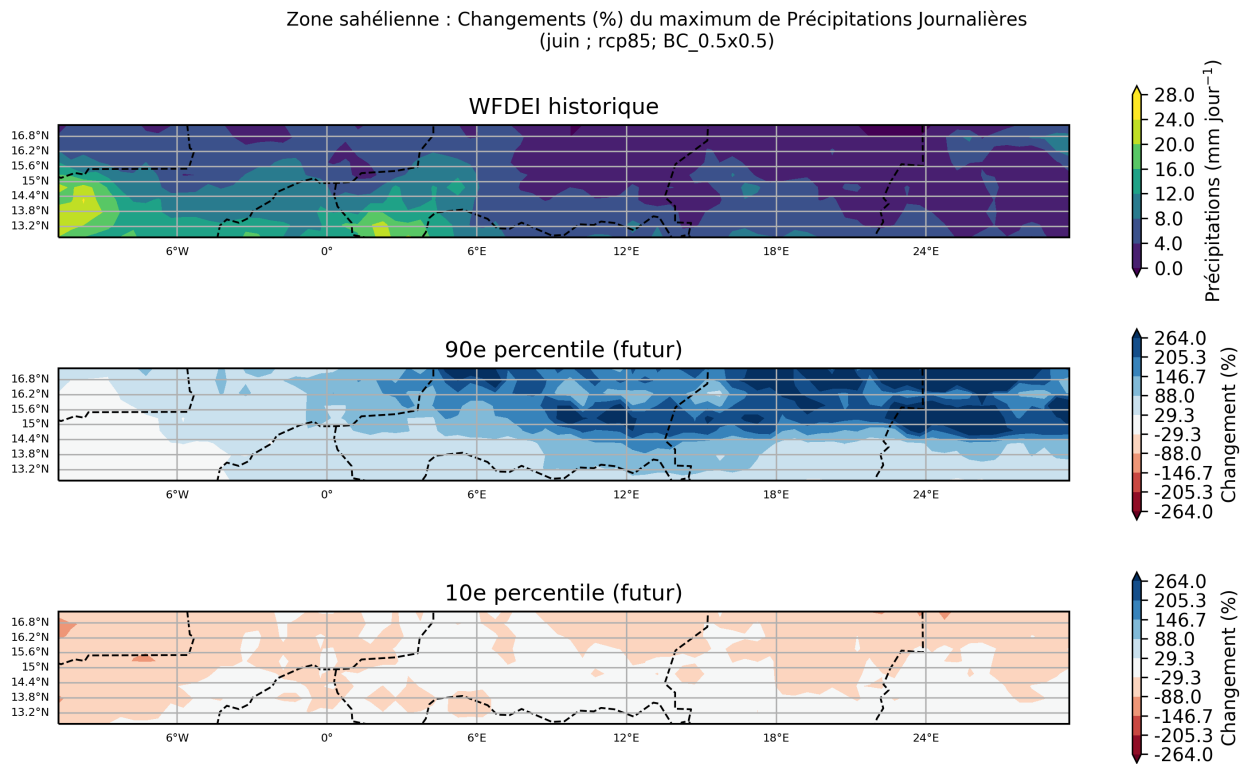 Zone sahélienne : Changements (%) du maximum de Précipitations Journalières
(juin ; rcp85; BC_0.5x0.5)
WFDEI historique
16.8°N
16.2°N
15.6°N
15°N
14.4°N
13.8°N
13.2°N
6°W
0°
6°E
12°E
18°E
24°E
28.0
24.0
20.0
16.0
12.0
8.0
4.0
0.0
Précipitations (mm jour⁻¹)
90e percentile (futur)
16.8°N
16.2°N
15.6°N
15°N
14.4°N
13.8°N
13.2°N
6°W
0°
6°E
12°E
18°E
24°E
264.0
205.3
146.7
88.0
29.3
-29.3
-88.0
-146.7
-205.3
-264.0
Changement (%)
10e percentile (futur)
16.8°N
16.2°N
15.6°N
15°N
14.4°N
13.8°N
13.2°N
6°W
0°
6°E
12°E
18°E
24°E
264.0
205.3
146.7
88.0
29.3
-29.3
-88.0
-146.7
-205.3
-264.0
Changement (%)